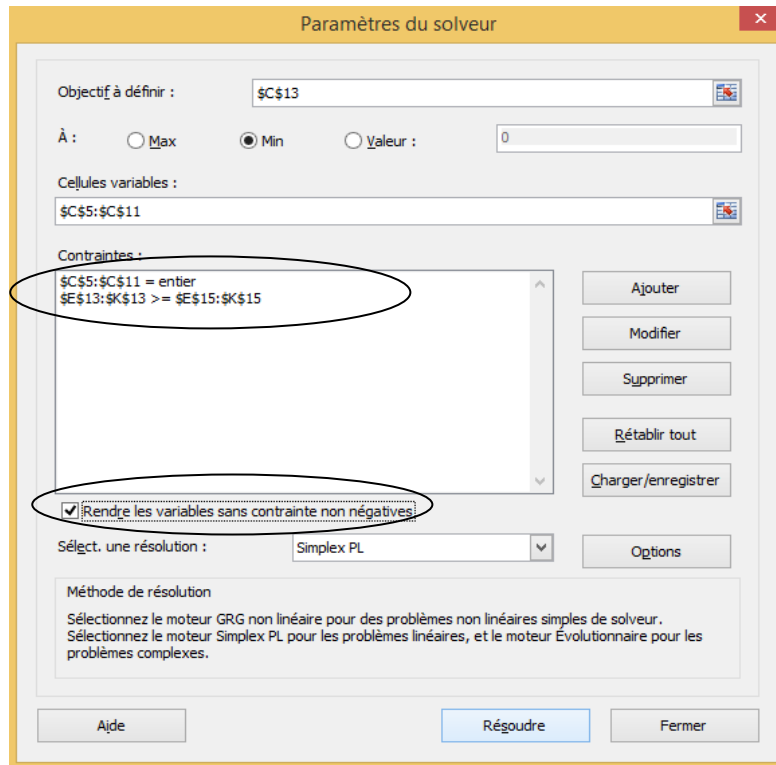 Paramètres du solveur
x
Objectif à définir :
$C$13
À :
Max
Min
Valeur :
0
Cellules variables :
$C$5:$C$11
Contraintes :
$C$5:$C$11 = entier
$E$13:$K$13 >= $E$15:$K$15
Ajouter
Modifier
Supprimer
Rétablir tout
Charger/enregistrer
Rendre les variables sans contrainte non négatives
Sélect. une résolution :
Simplex PL
Options
Méthode de résolution
Sélectionnez le moteur GRG non linéaire pour des problèmes non linéaires simples de solveur.
Sélectionnez le moteur Simplex PL pour les problèmes linéaires, et le moteur Évolutionnaire pour les
problèmes complexes.
Aide
Résoudre
Fermer